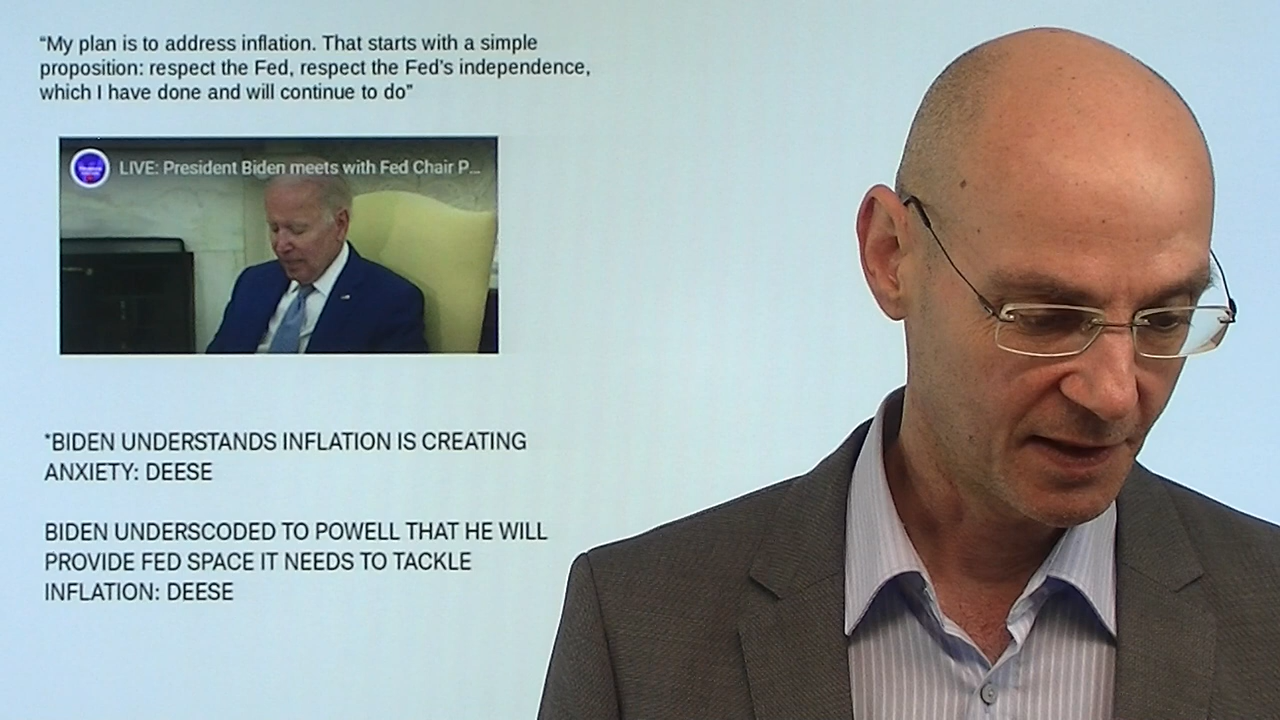 “My plan is to address inflation. That starts with a simple
proposition: respect the Fed, respect the Fed’s independence,
which I have done and will continue to do”
LIVE: President Biden meets with Fed Chair P...
*BIDEN UNDERSTANDS INFLATION IS CREATING
ANXIETY: DEESE
BIDEN UNDERSCODED TO POWELL THAT HE WILL
PROVIDE FED SPACE IT NEEDS TO TACKLE
INFLATION: DEESE